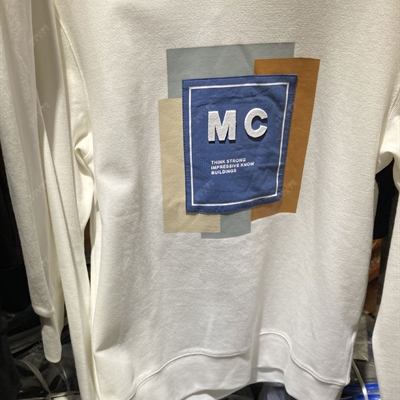 MC
THINK STRONG
IMPRESSIVE KNOW
BUILDINGS